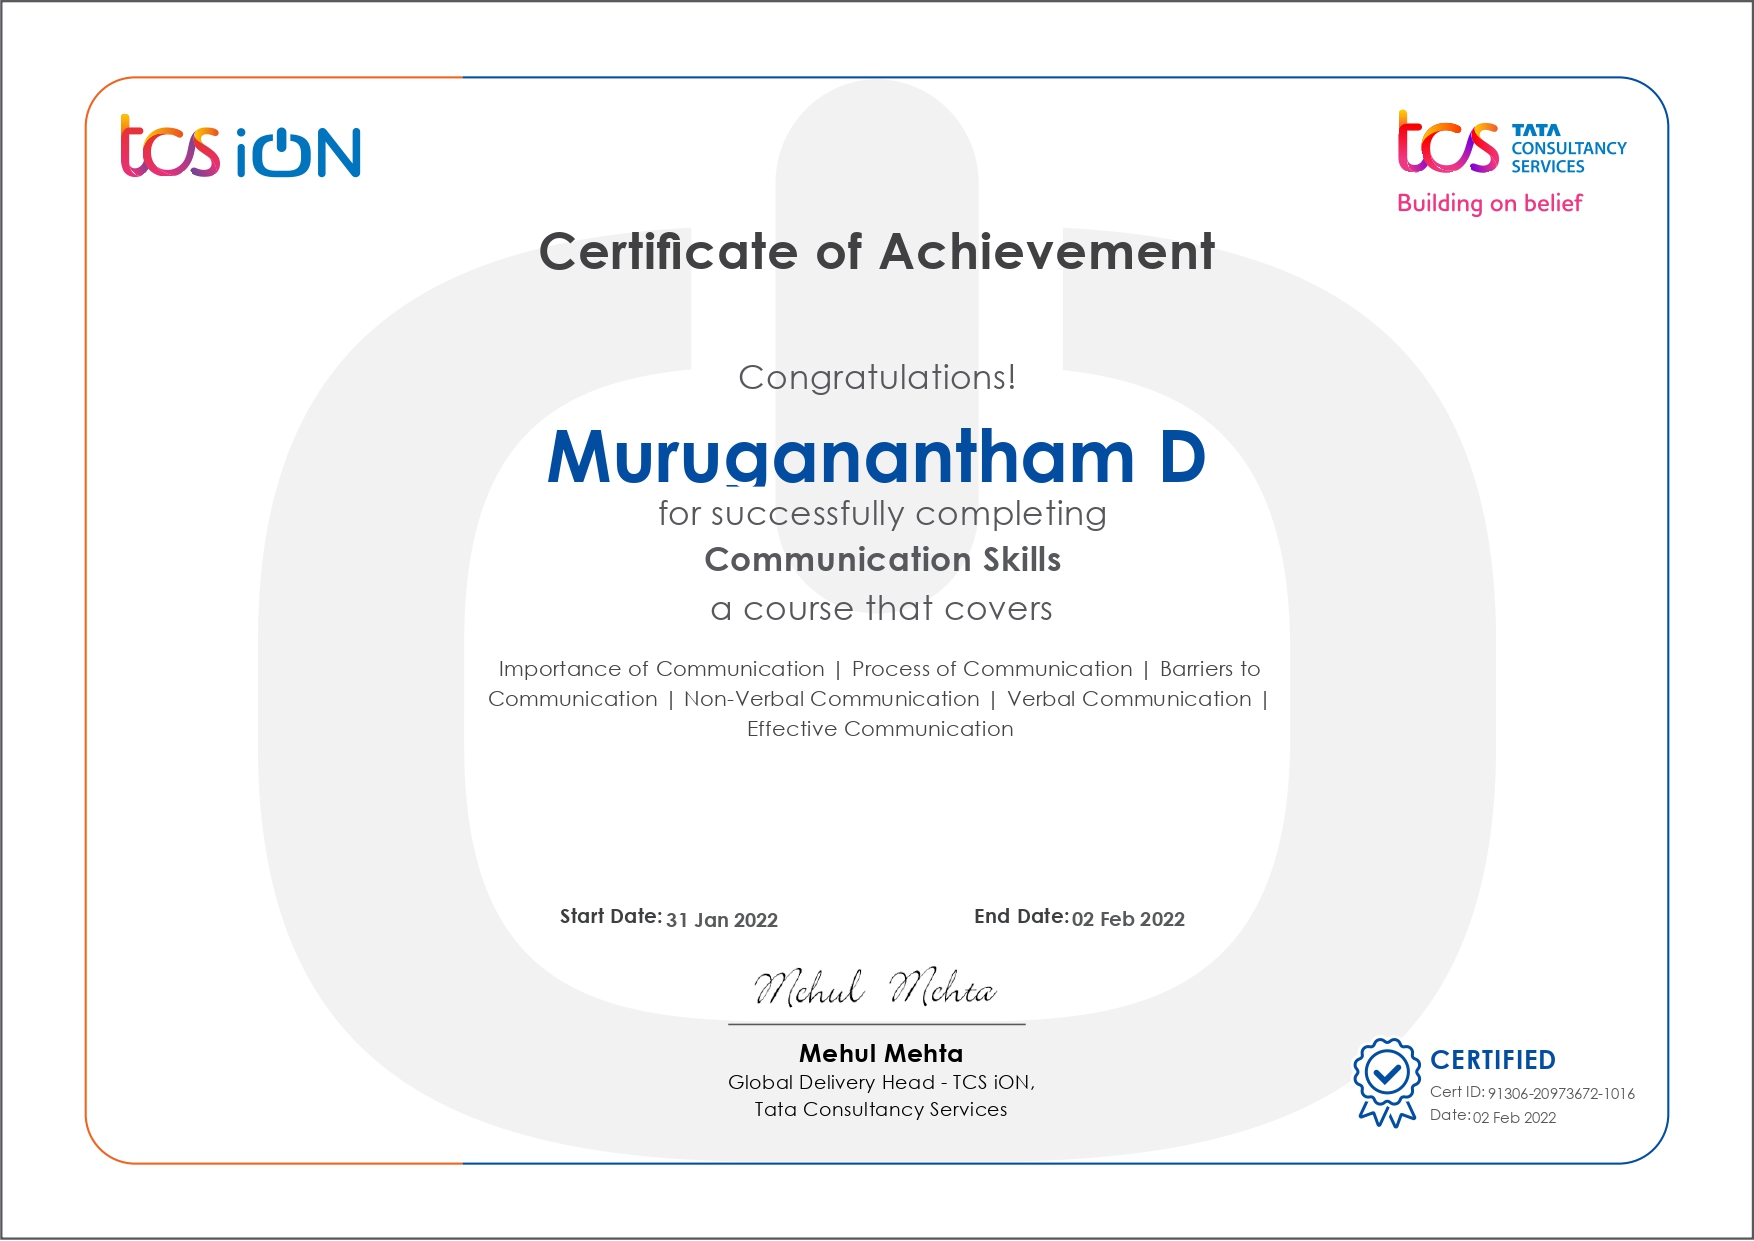 tcs iON
tcs TATA
CONSULTANCY
SERVICES
Building on belief
Certificate of Achievement
Congratulations!
Muruganantham D
for successfully completing
Communication Skills
a course that covers
Importance of Communication | Process of Communication | Barriers to
Communication | Non-Verbal Communication | Verbal Communication |
Effective Communication
Start Date: 31 Jan 2022
End Date: 02 Feb 2022
Mehul Mehta
Mehul Mehta
Global Delivery Head - TCS iON,
Tata Consultancy Services
CERTIFIED
Cert ID: 91306-20973672-1016
Date: 02 Feb 2022